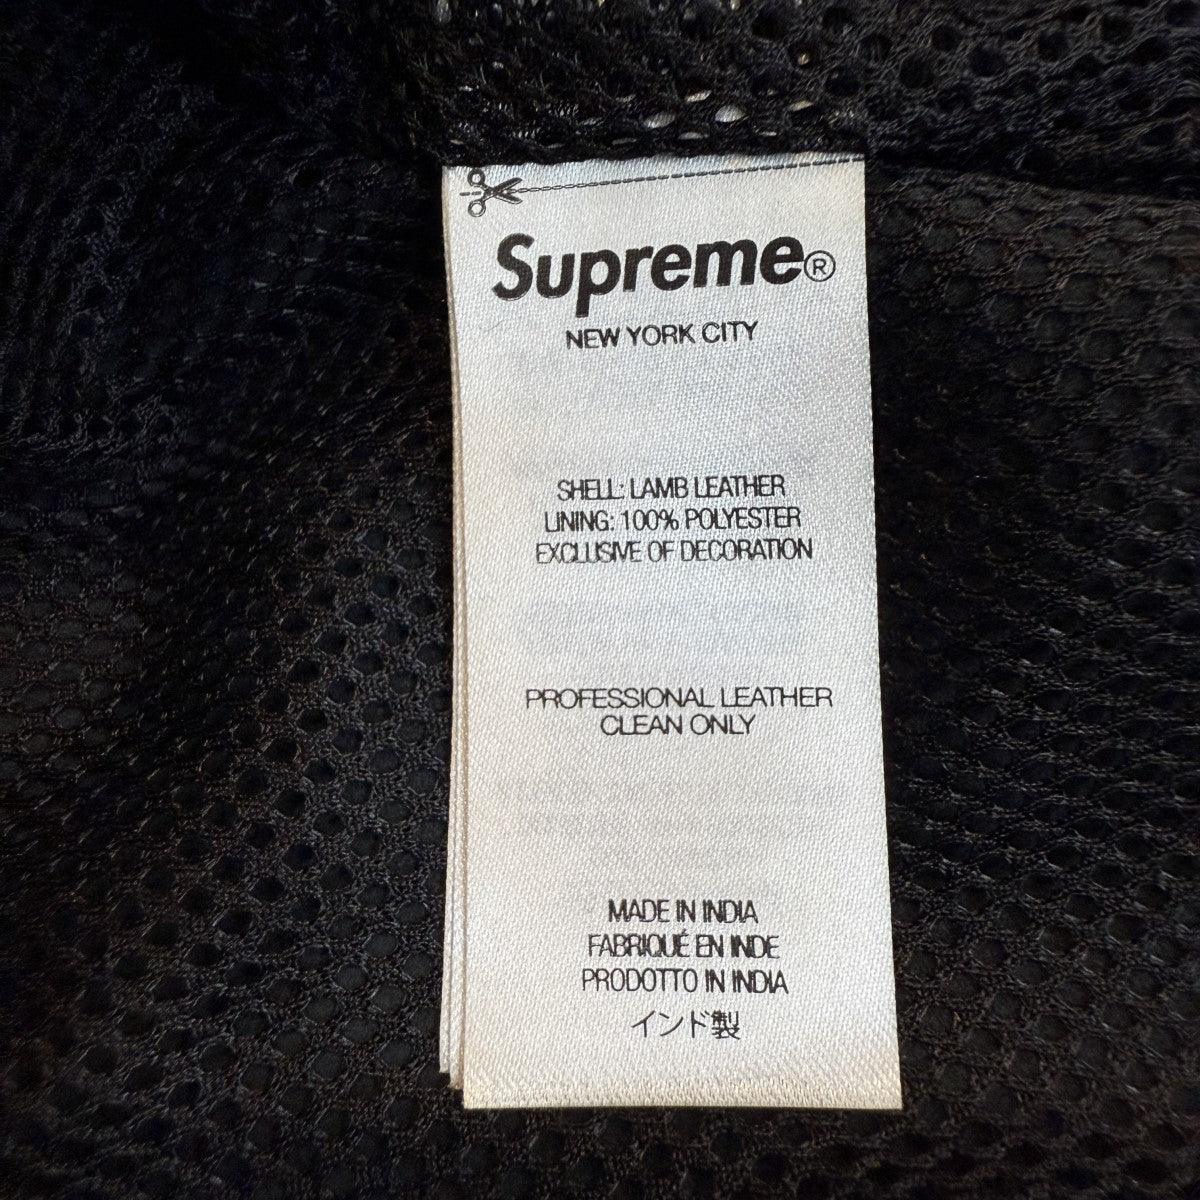 Supreme®
NEW YORK CITY
SHELL: LAMB LEATHER
LINING: 100% POLYESTER
EXCLUSIVE OF DECORATION
PROFESSIONAL LEATHER
CLEAN ONLY
MADE IN INDIA
FABRIQUÉ EN INDE
PRODOTTO IN INDIA
インド製